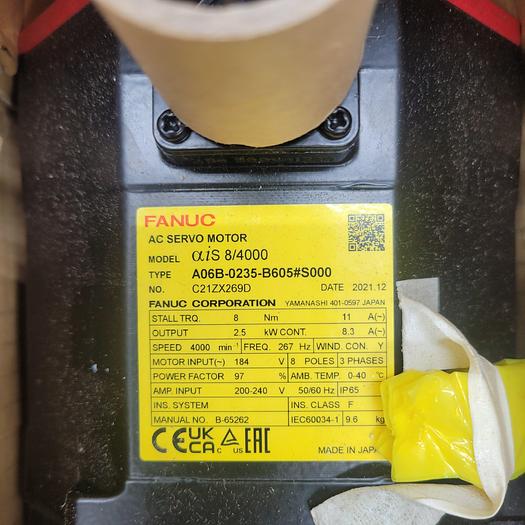 FANUC
AC SERVO MOTOR
MODEL αiS 8/4000
TYPE A06B-0235-B605#S000
NO. C21ZX269D DATE 2021.12
FANUC CORPORATION YAMANASHI 401-0597 JAPAN
STALL TRQ. 8 Nm 11 A(~)
OUTPUT 2.5 kW CONT. 8.3 A(~)
SPEED 4000 min⁻¹ FREQ. 267 Hz WIND. CON. Y
MOTOR INPUT(~) 184 V 8 POLES 3 PHASES
POWER FACTOR 97 % AMB. TEMP. 0-40 °C
AMP. INPUT 200-240 V 50/60 Hz IP65
INS. SYSTEM INS. CLASS F
MANUAL NO. B-65262 IEC60034-1 9.6 kg
CE UK CA C US EAC
MADE IN JAPA